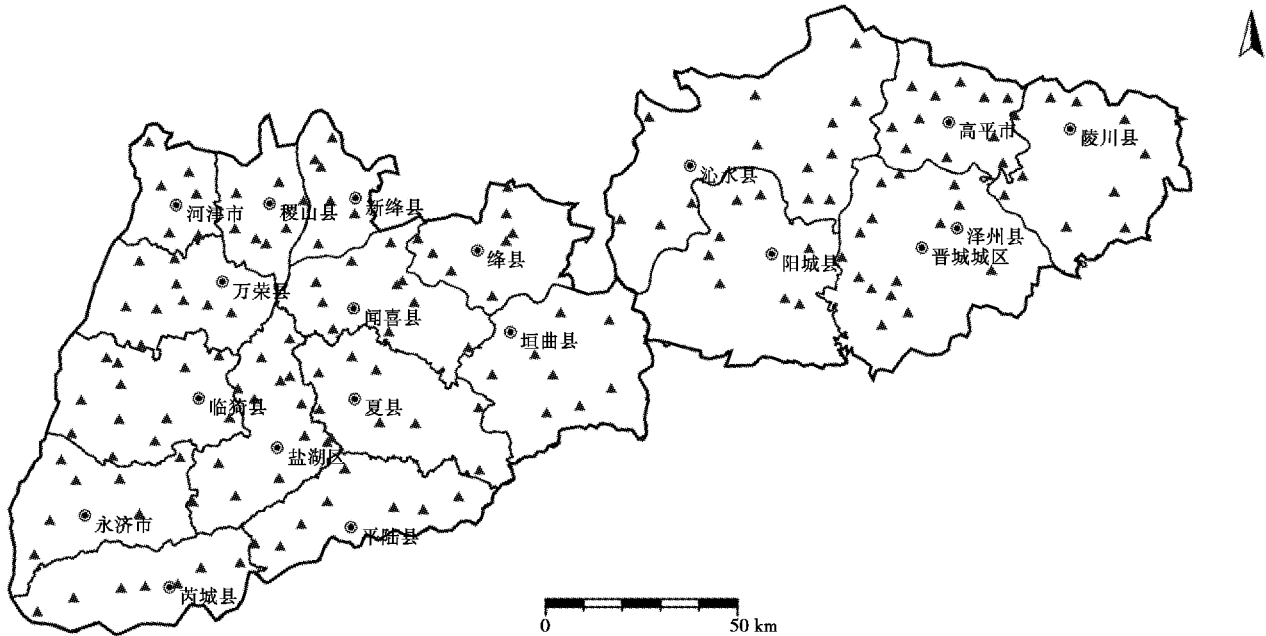 高平市
陵川县
沁水县
河津市
稷山县
新绛县
泽州县
绛县
阳城县
晋城城区
万荣县
闻喜县
垣曲县
临猗县
夏县
盐湖区
永济市
平陆县
芮城县
0
50 km